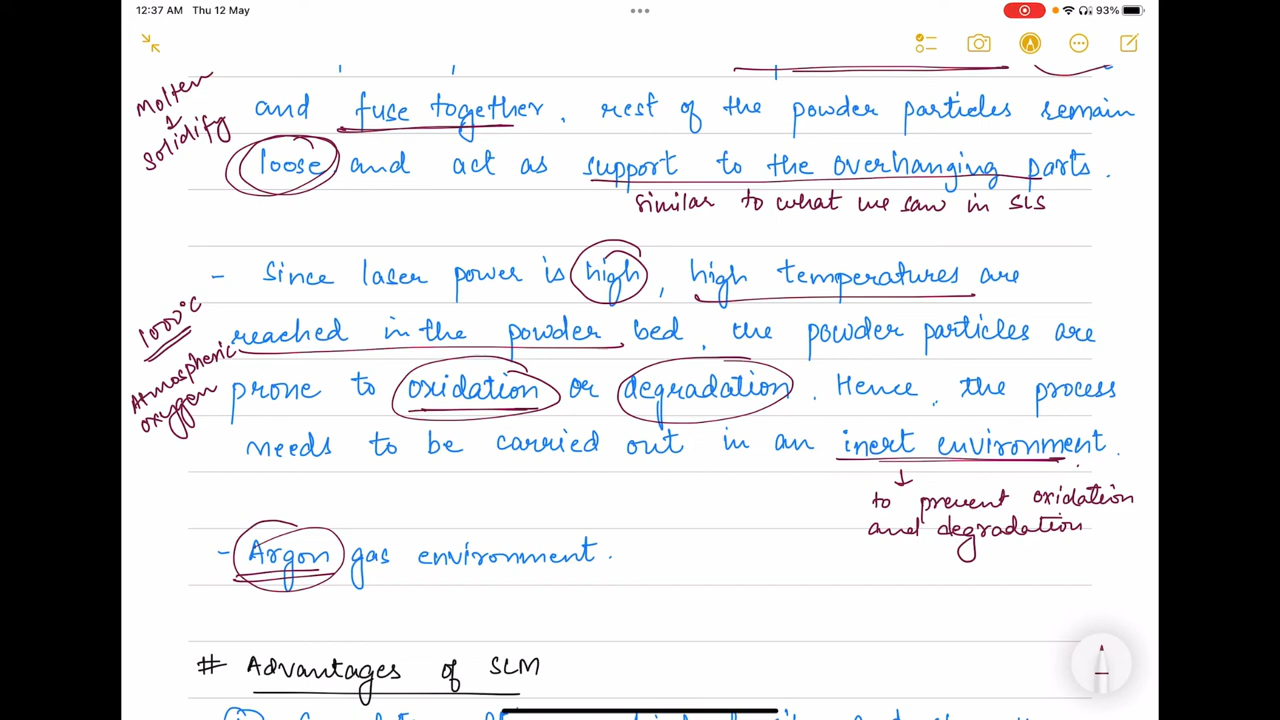 12:37 AM Thu 12 May
93%
Molten
&
Solidify
and fuse together, rest of the powder particles remain
loose and act as support to the overhanging parts.
similar to what we saw in SLS
- Since laser power is high, high temperatures are
1000°C
reached in the powder bed, the powder particles are
Atmospheric
oxygen
prone to oxidation or degradation. Hence, the process
needs to be carried out in an inert environment.
to prevent oxidation
and degradation
- Argon gas environment.
# Advantages of SLM